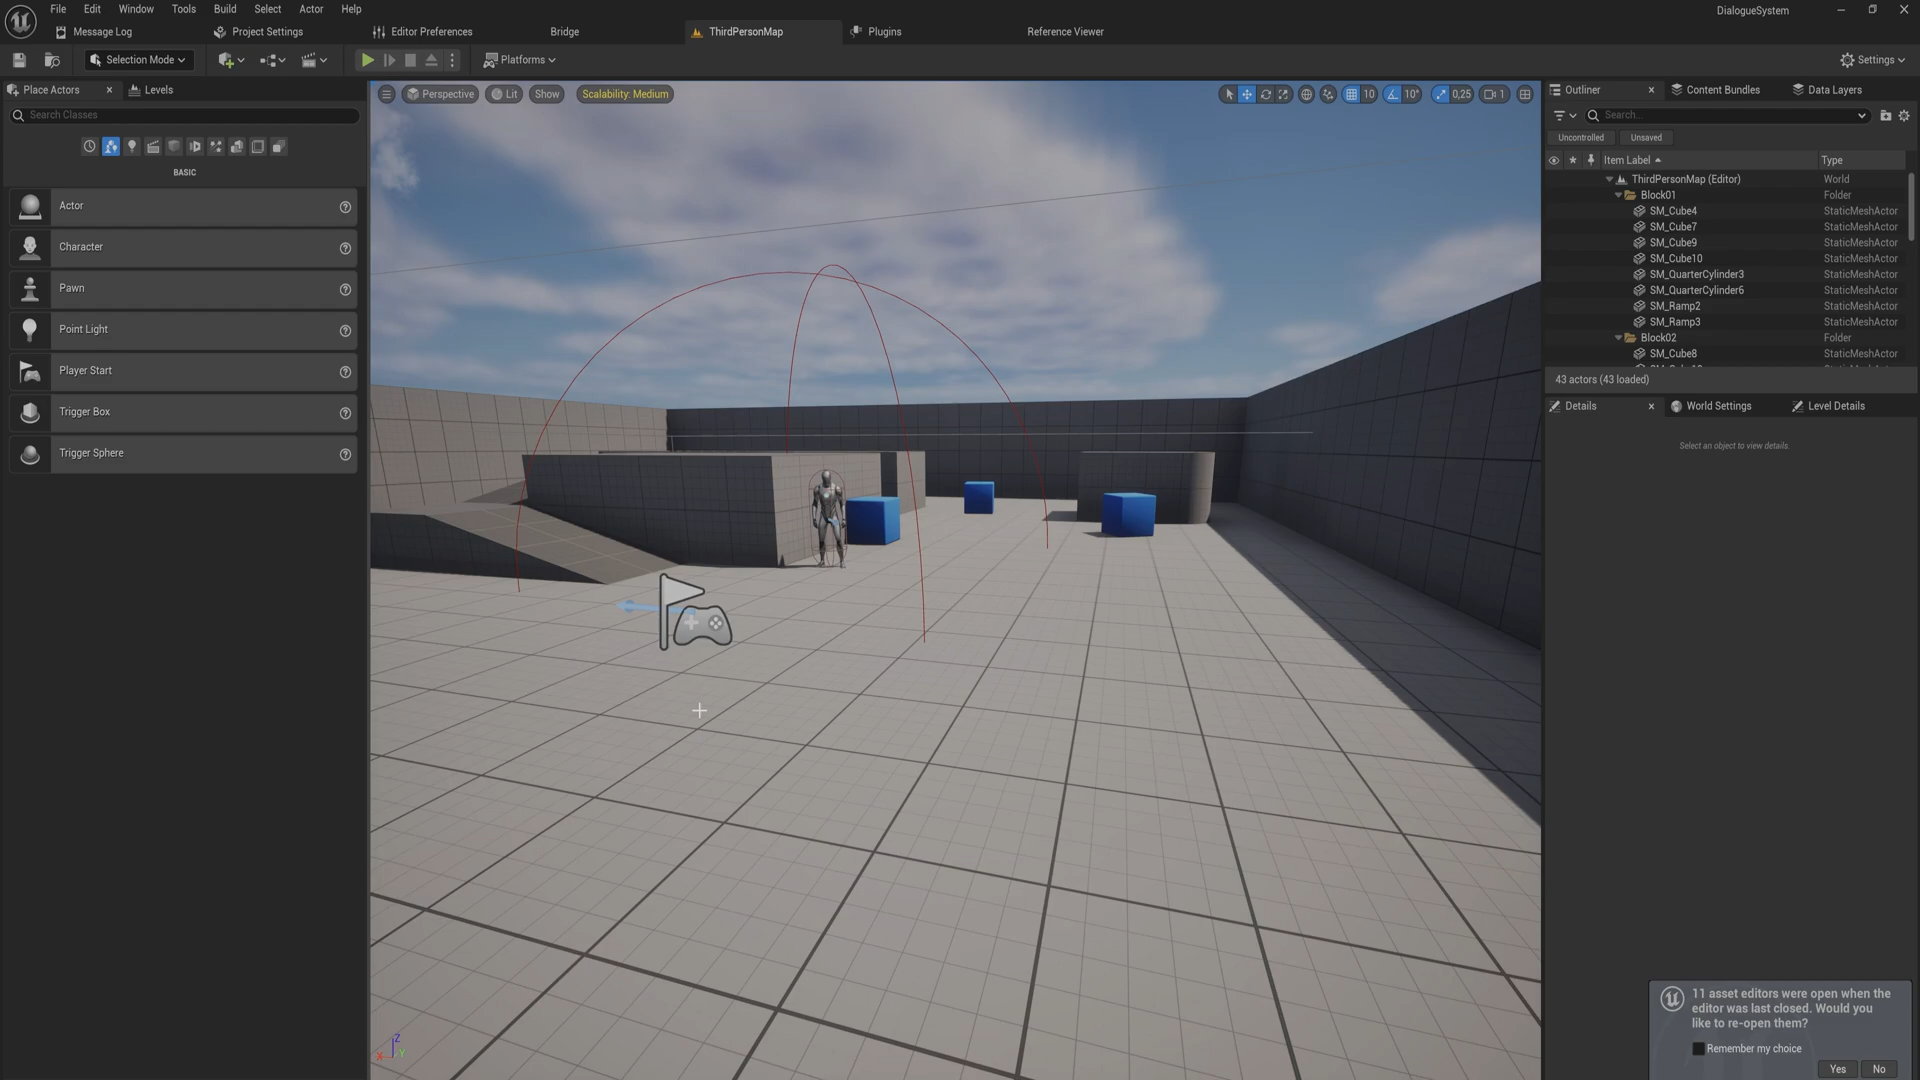 File Edit Window Tools Build Select Actor Help
DialogueSystem
Message Log Project Settings Editor Preferences Bridge ThirdPersonMap Plugins Reference Viewer
Selection Mode Platforms Settings
Place Actors Levels
Search Classes
BASIC
Actor
Character
Pawn
Point Light
Player Start
Trigger Box
Trigger Sphere
Perspective Lit Show Scalability: Medium
10 10° 0,25 1
Z
X Y
Outliner Content Bundles Data Layers
Search...
Uncontrolled Unsaved
Item Label Type
ThirdPersonMap (Editor) World
Block01 Folder
SM_Cube4 StaticMeshActor
SM_Cube7 StaticMeshActor
SM_Cube9 StaticMeshActor
SM_Cube10 StaticMeshActor
SM_QuarterCylinder3 StaticMeshActor
SM_QuarterCylinder6 StaticMeshActor
SM_Ramp2 StaticMeshActor
SM_Ramp3 StaticMeshActor
Block02 Folder
SM_Cube8 StaticMeshActor
43 actors (43 loaded)
Details World Settings Level Details
Select an object to view details.
11 asset editors were open when the
editor was last closed. Would you
like to re-open them?
Remember my choice
Yes No